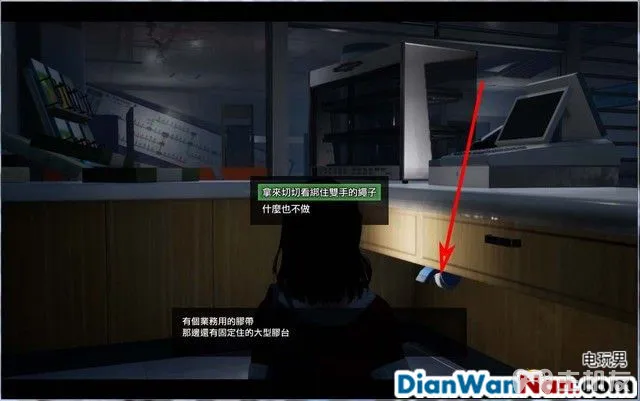 拿來切切看綁住雙手的繩子
什麼也不做
有個業務用的膠帶
那邊還有固定住的大型膠台
电玩男
DianWanNan.com